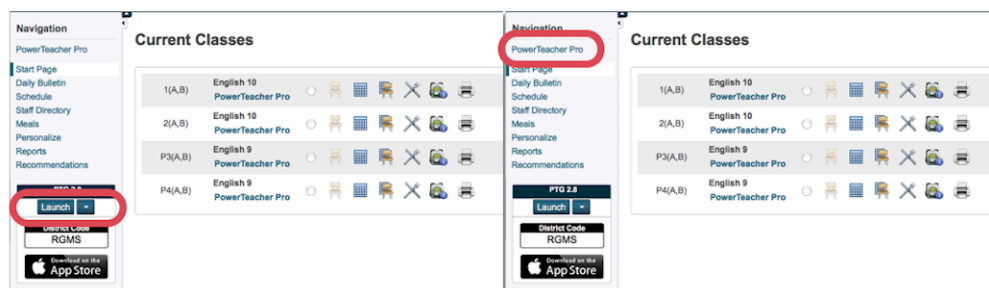 Navigation
PowerTeacher Pro
Start Page
Daily Bulletin
Schedule
Staff Directory
Meals
Personalize
Reports
Recommendations
PTG 2.8
Launch
District Code
RGMS
Download on the
App Store
Current Classes
1(A,B) English 10
PowerTeacher Pro
2(A,B) English 10
PowerTeacher Pro
P3(A,B) English 9
PowerTeacher Pro
P4(A,B) English 9
PowerTeacher Pro
Navigation
PowerTeacher Pro
Start Page
Daily Bulletin
Schedule
Staff Directory
Meals
Personalize
Reports
Recommendations
PTG 2.8
Launch
District Code
RGMS
Download on the
App Store
Current Classes
1(A,B) English 10
PowerTeacher Pro
2(A,B) English 10
PowerTeacher Pro
P3(A,B) English 9
PowerTeacher Pro
P4(A,B) English 9
PowerTeacher Pro